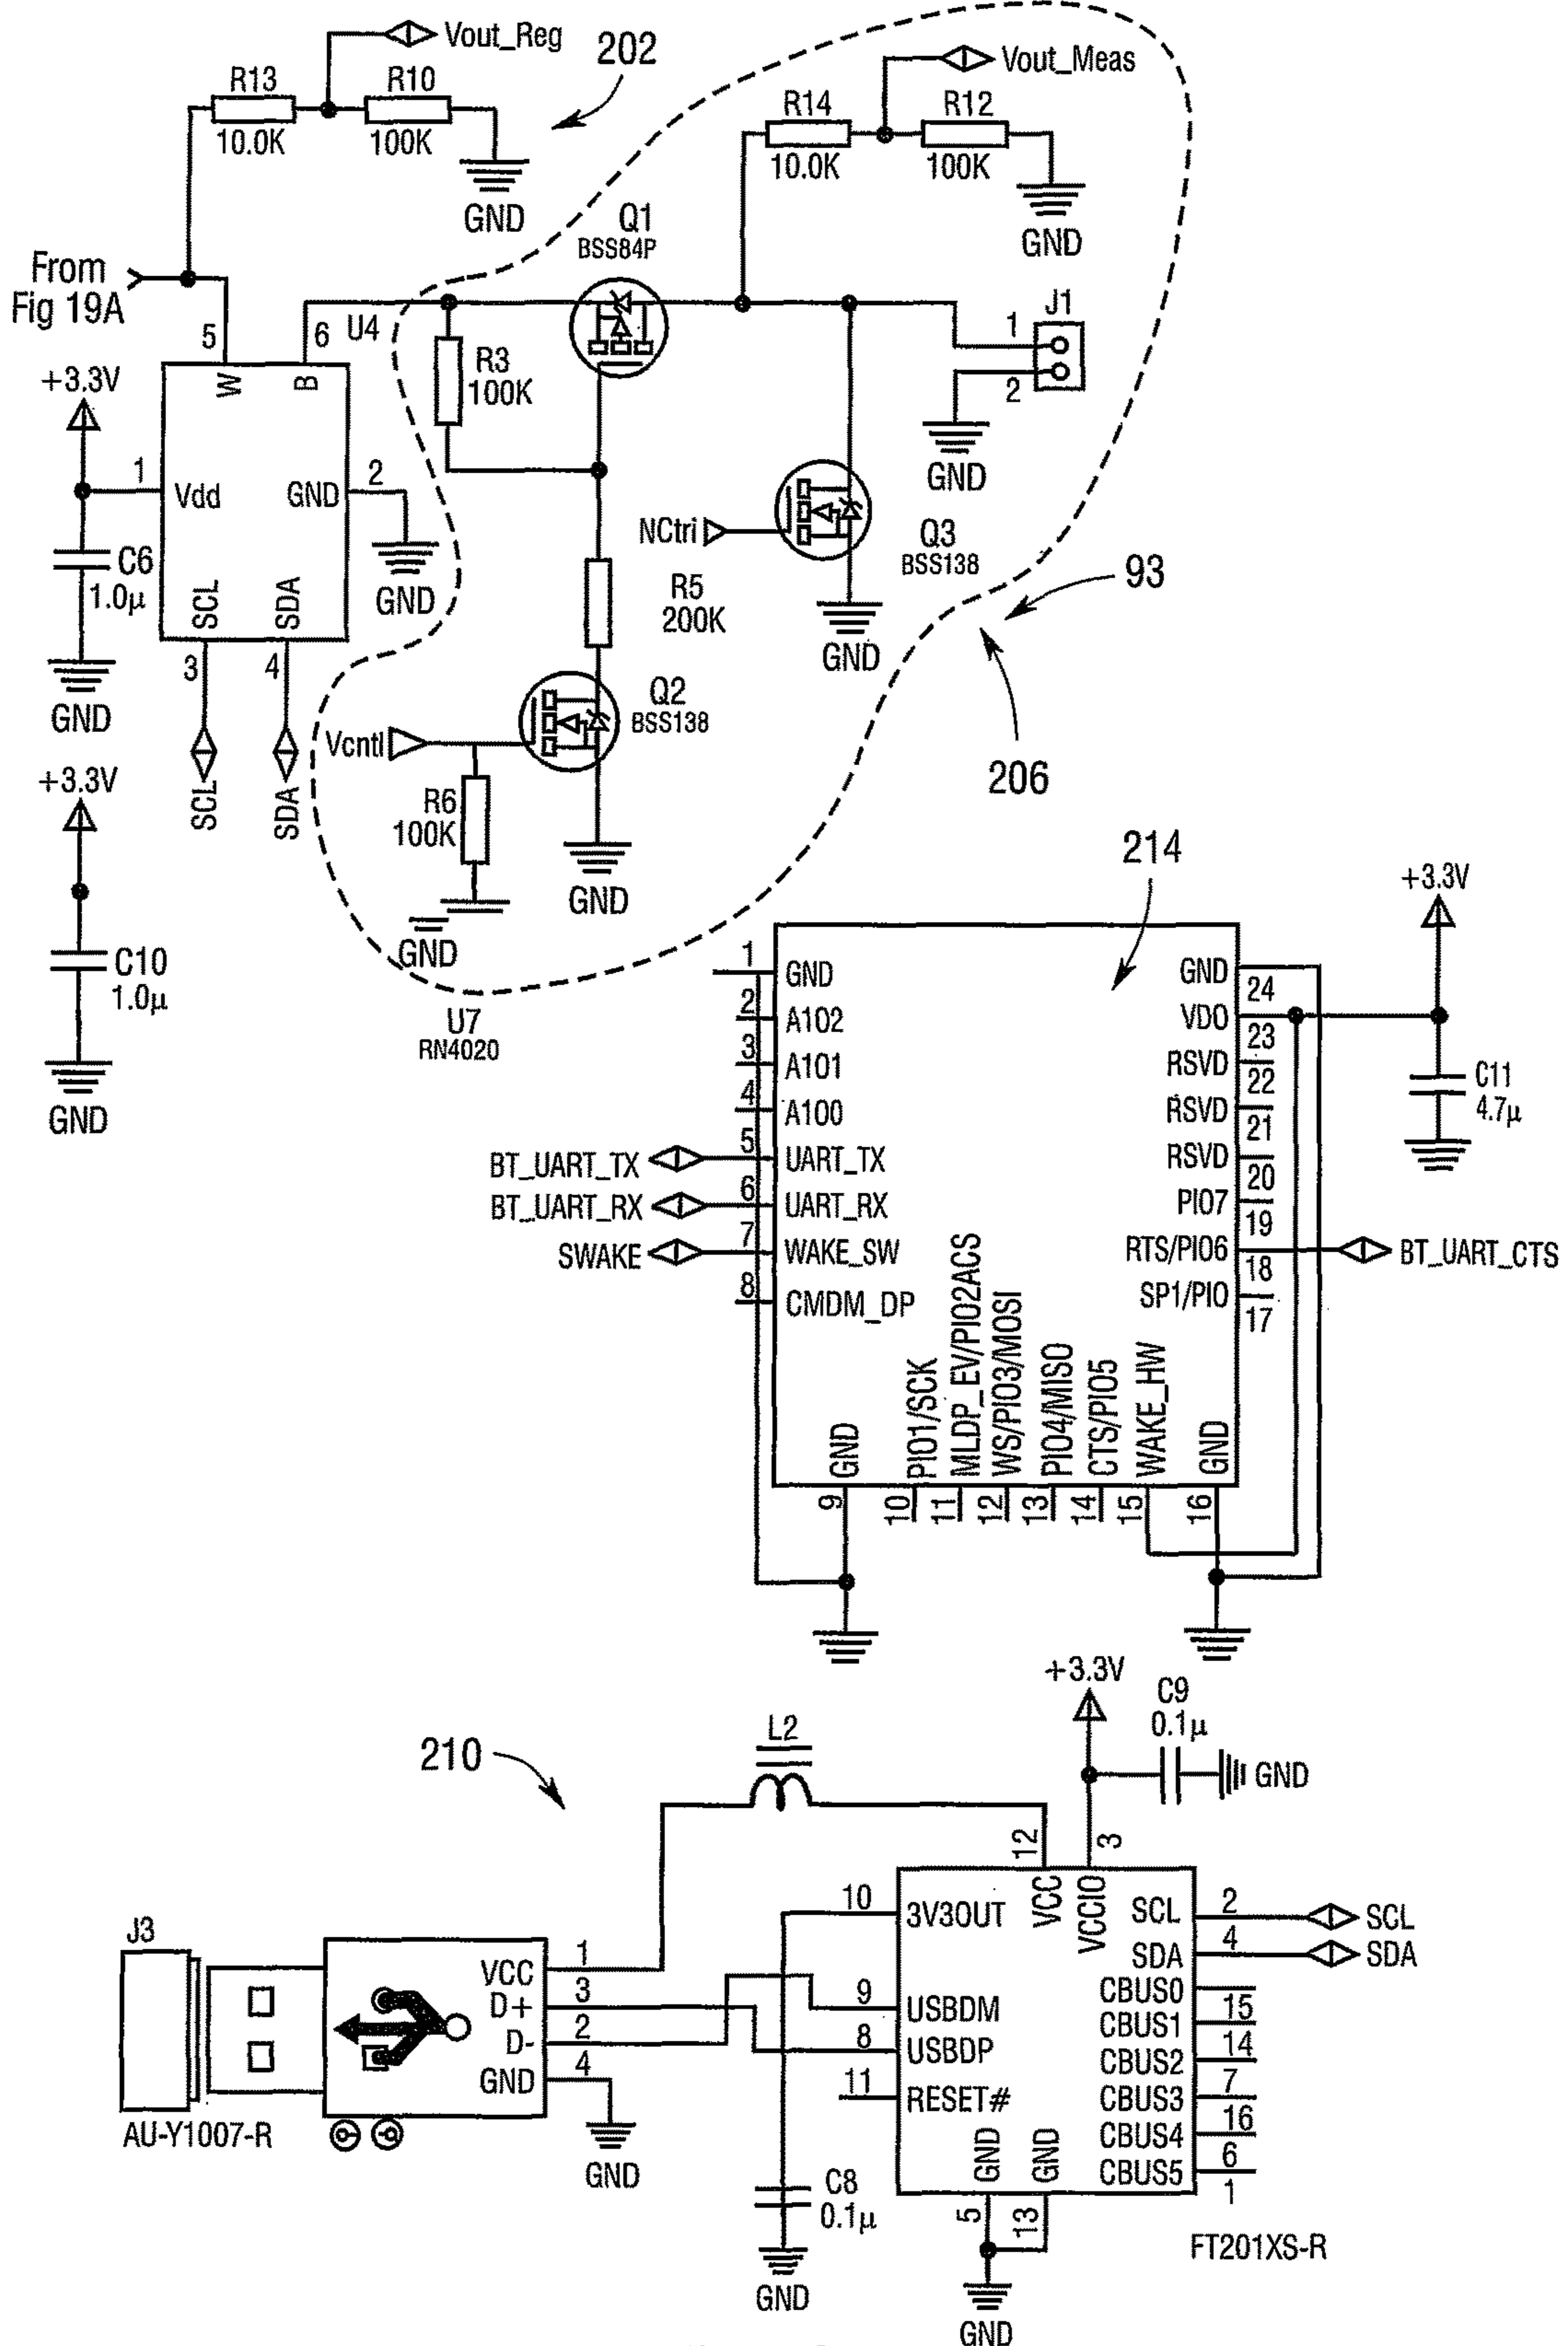 Vout_Reg
202
R13
R10
10.0K
100K
GND
Vout_Meas
R14
R12
10.0K
100K
GND
Q1
BSS84P
From
Fig 19A
5
6
U4
W
B
R3
100K
J1
1
2
GND
+3.3V
1
Vdd
GND
2
GND
C6
1.0µ
GND
SCL
SDA
3
4
SCL
SDA
NCtri
Q3
BSS138
GND
93
206
R5
200K
Q2
BSS138
Vcntl
R6
100K
GND
GND
+3.3V
C10
1.0µ
GND
U7
RN4020
214
+3.3V
C11
4.7µ
1
GND
2
A1O2
3
A1O1
4
A1O0
BT_UART_TX
5
UART_TX
BT_UART_RX
6
UART_RX
SWAKE
7
WAKE_SW
8
CMDM_DP
GND
24
VDO
23
RSVD
22
RSVD
21
RSVD
20
PIO7
19
RTS/PIO6
18
BT_UART_CTS
SP1/PIO
17
GND
PIO1/SCK
MLDP_EV/PIO2ACS
WS/PIO3/MOSI
PIO4/MISO
CTS/PIO5
WAKE_HW
GND
9
10
11
12
13
14
15
16
210
L2
+3.3V
C9
0.1µ
GND
12
3
J3
AU-Y1007-R
VCC
1
D+
3
D-
2
GND
4
GND
10
3V3OUT
VCC
VCCIO
9
USBDM
8
USBDP
11
RESET#
GND
GND
5
13
GND
C8
0.1µ
GND
SCL
2
SCL
SDA
4
SDA
CBUS0
15
CBUS1
14
CBUS2
7
CBUS3
16
CBUS4
6
CBUS5
1
FT201XS-R